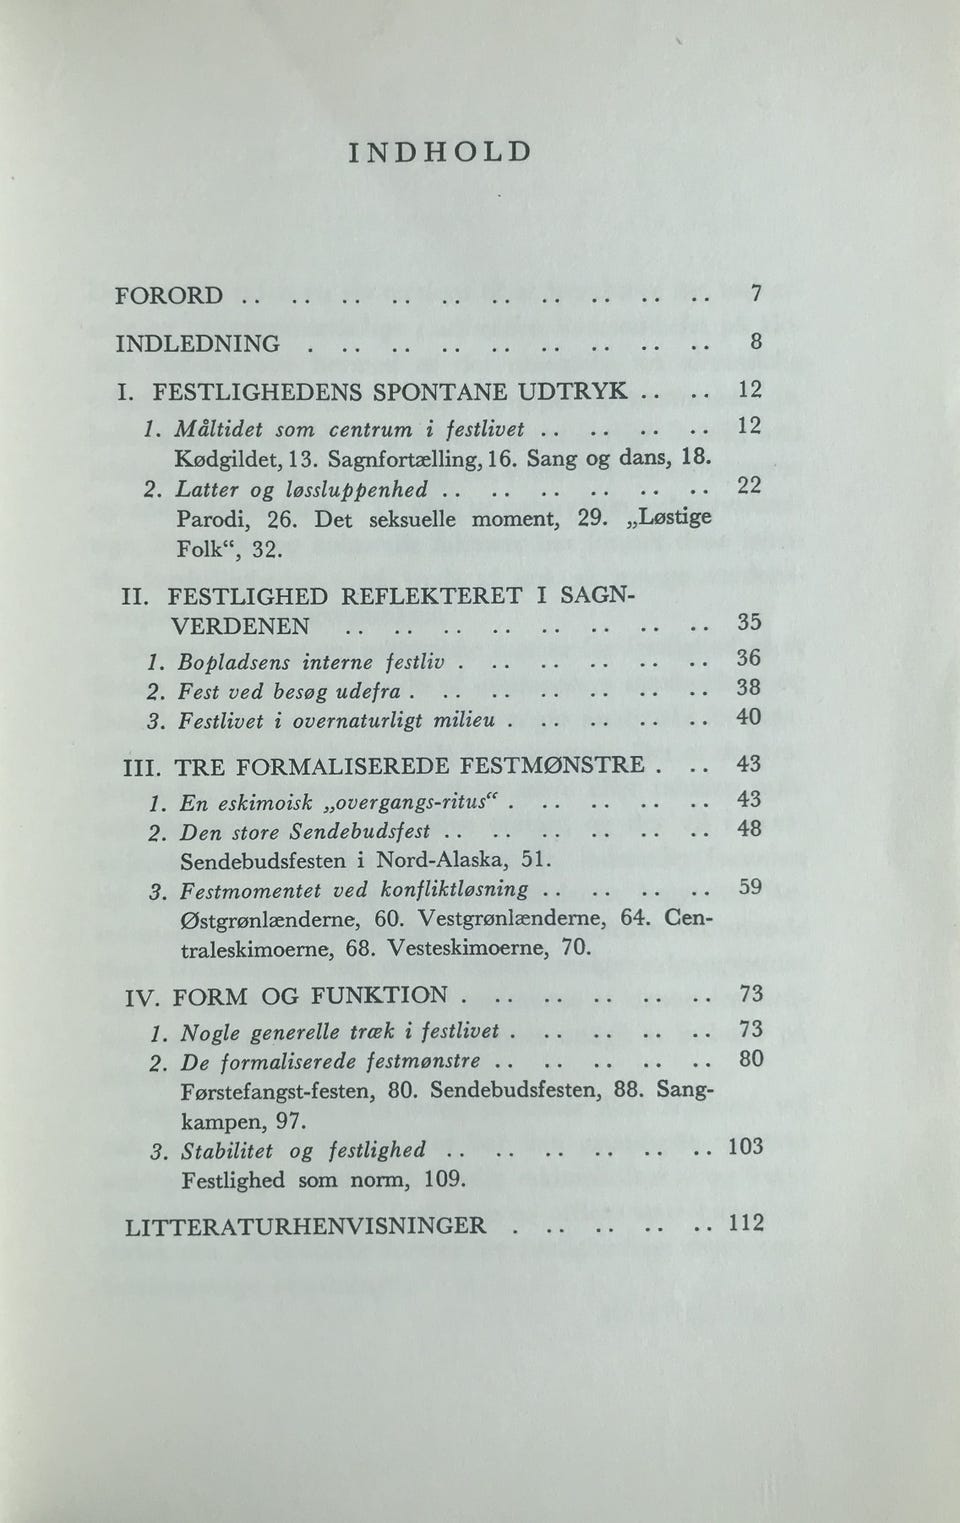 INDHOLD
FORORD .. .. .. .. .. .. .. .. .. .. 7
INDLEDNING . .. .. .. .. .. .. .. .. 8
I. FESTLIGHEDENS SPONTANE UDTRYK .. .. 12
1. Måltidet som centrum i festlivet .. .. .. .. 12
Kødgildet, 13. Sagnfortælling, 16. Sang og dans, 18.
2. Latter og løssluppenhed .. .. .. .. .. .. 22
Parodi, 26. Det seksuelle moment, 29. „Løstige
Folk“, 32.
II. FESTLIGHED REFLEKTERET I SAGN-
VERDENEN .. .. .. .. .. .. .. .. 35
1. Bopladsens interne festliv . .. .. .. .. .. 36
2. Fest ved besøg udefra . .. .. .. .. .. .. 38
3. Festlivet i overnaturligt milieu . .. .. .. .. 40
III. TRE FORMALISEREDE FESTMØNSTRE . .. 43
1. En eskimoisk „overgangs-ritus“ . .. .. .. .. 43
2. Den store Sendebudsfest .. .. .. .. .. .. 48
Sendebudsfesten i Nord-Alaska, 51.
3. Festmomentet ved konfliktløsning .. .. .. .. 59
Østgrønlænderne, 60. Vestgrønlænderne, 64. Cen-
traleskimoerne, 68. Vesteskimoerne, 70.
IV. FORM OG FUNKTION . .. .. .. .. .. 73
1. Nogle generelle træk i festlivet . .. .. .. .. 73
2. De formaliserede festmønstre .. .. .. .. .. 80
Førstefangst-festen, 80. Sendebudsfesten, 88. Sang-
kampen, 97.
3. Stabilitet og festlighed .. .. .. .. .. .. 103
Festlighed som norm, 109.
LITTERATURHENVISNINGER . .. .. .. .. 112